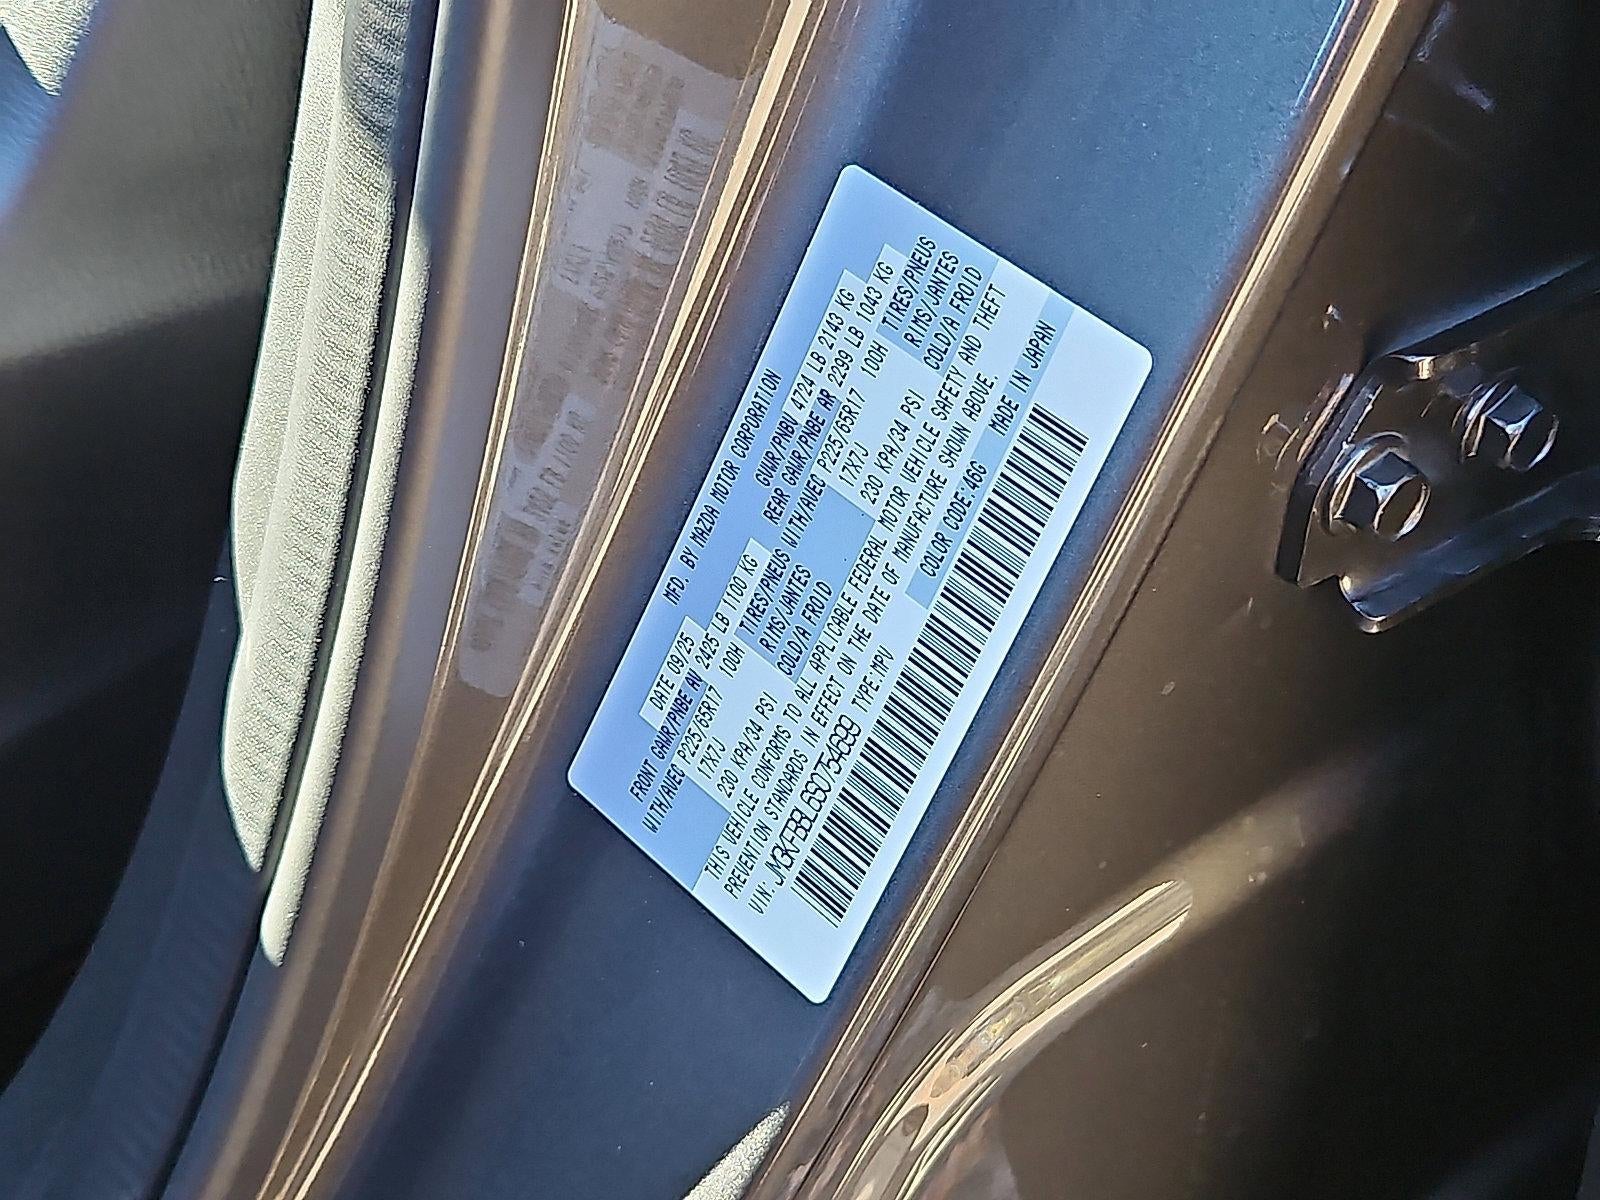 MFD. BY MAZDA MOTOR CORPORATION
DATE 09/25 GVWR/PNBV 4724 LB 2143 KG
FRONT GAWR/PNBE AV 2425 LB 1100 KG REAR GAWR/PNBE AR 2299 LB 1043 KG
WITH/AVEC P225/65R17 100H TIRES/PNEUS WITH/AVEC P225/65R17 100H TIRES/PNEUS
17X7J RIMS/JANTES 17X7J RIMS/JANTES
230 KPA/34 PSI COLD/A FROID 230 KPA/34 PSI COLD/A FROID
THIS VEHICLE CONFORMS TO ALL APPLICABLE FEDERAL MOTOR VEHICLE SAFETY AND THEFT
PREVENTION STANDARDS IN EFFECT ON THE DATE OF MANUFACTURE SHOWN ABOVE.
VIN: JM3KFBBL6S0754699 TYPE:MPV COLOR CODE:46G MADE IN JAPAN